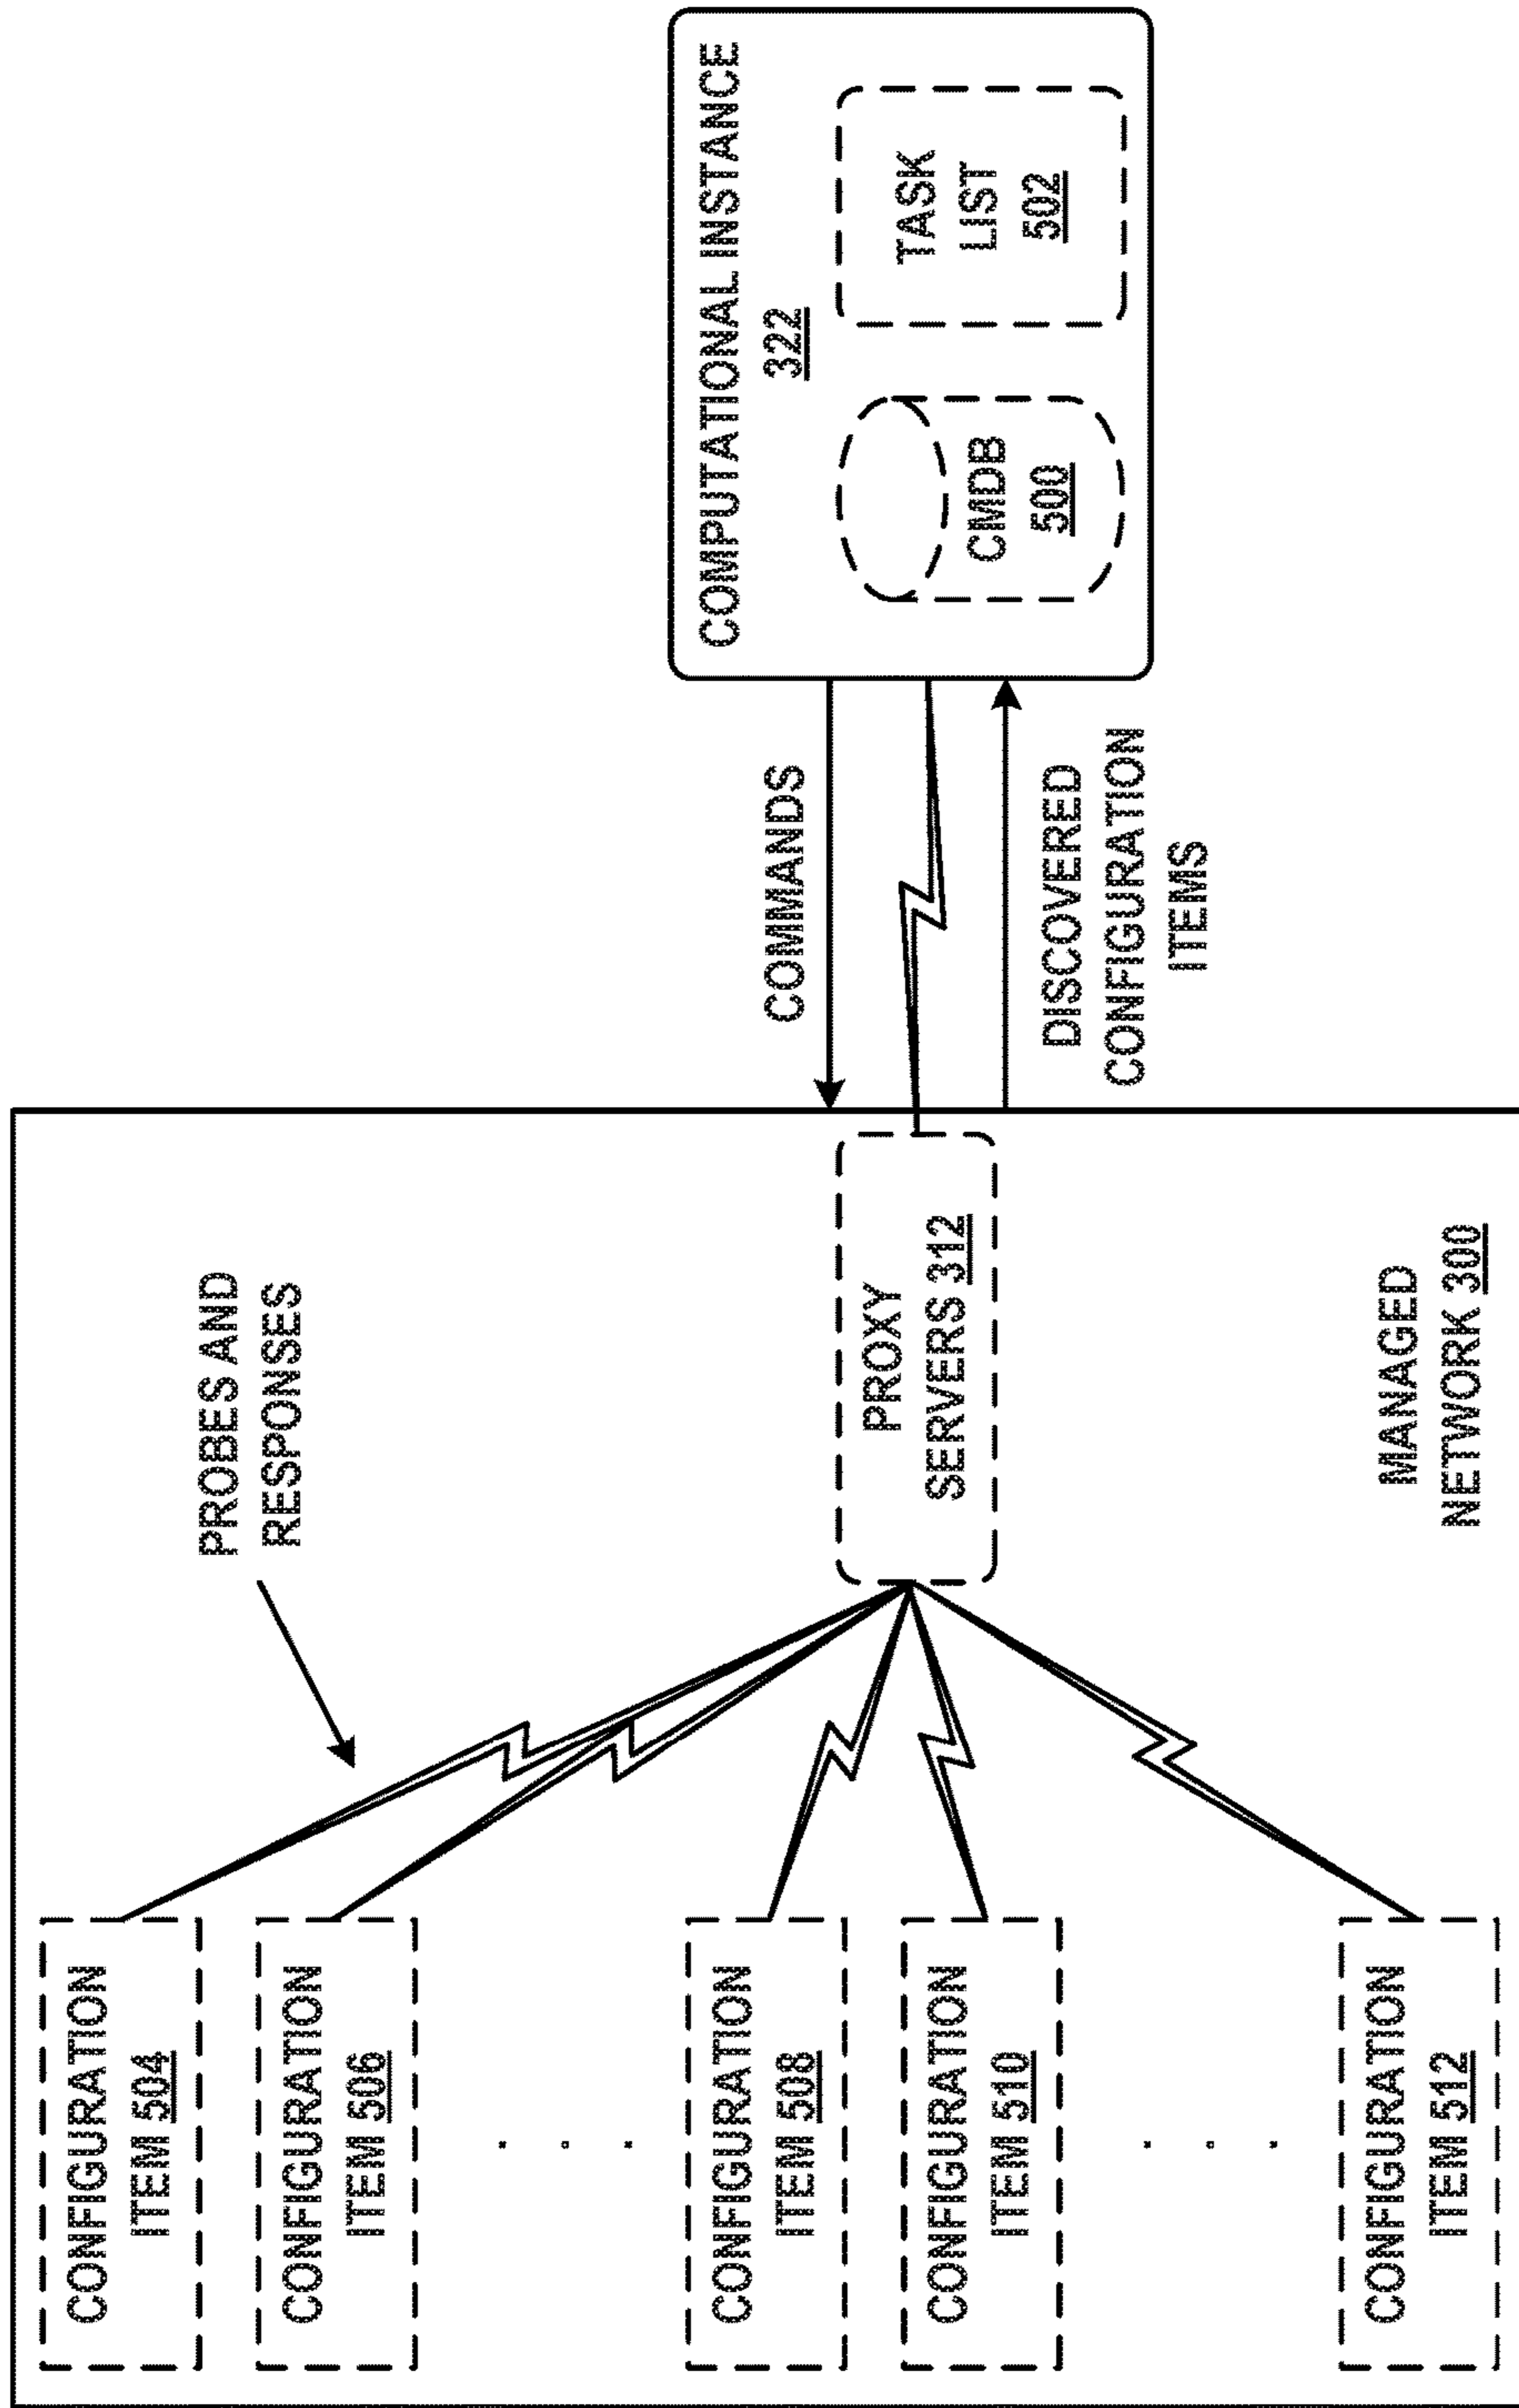 CONFIGURATION
ITEM 504
CONFIGURATION
ITEM 506
CONFIGURATION
ITEM 508
CONFIGURATION
ITEM 510
CONFIGURATION
ITEM 512
PROBES AND
RESPONSES
PROXY
SERVERS 312
MANAGED
NETWORK 300
COMMANDS
DISCOVERED
CONFIGURATION
ITEMS
COMPUTATIONAL INSTANCE
322
CMDB
500
TASK
LIST
502